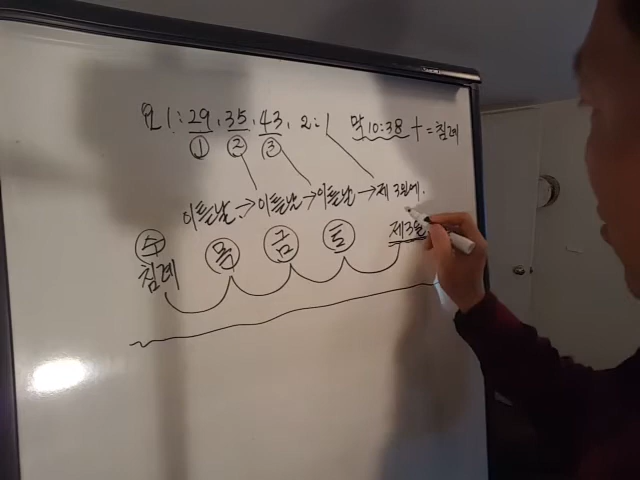 요 1:29, 35, 43, 2:1 막 10:38 十 = 침례
① ② ③
이튿날 → 이튿날 → 이튿날 → 제 3일에.
수 목 금 토 제3일
침례